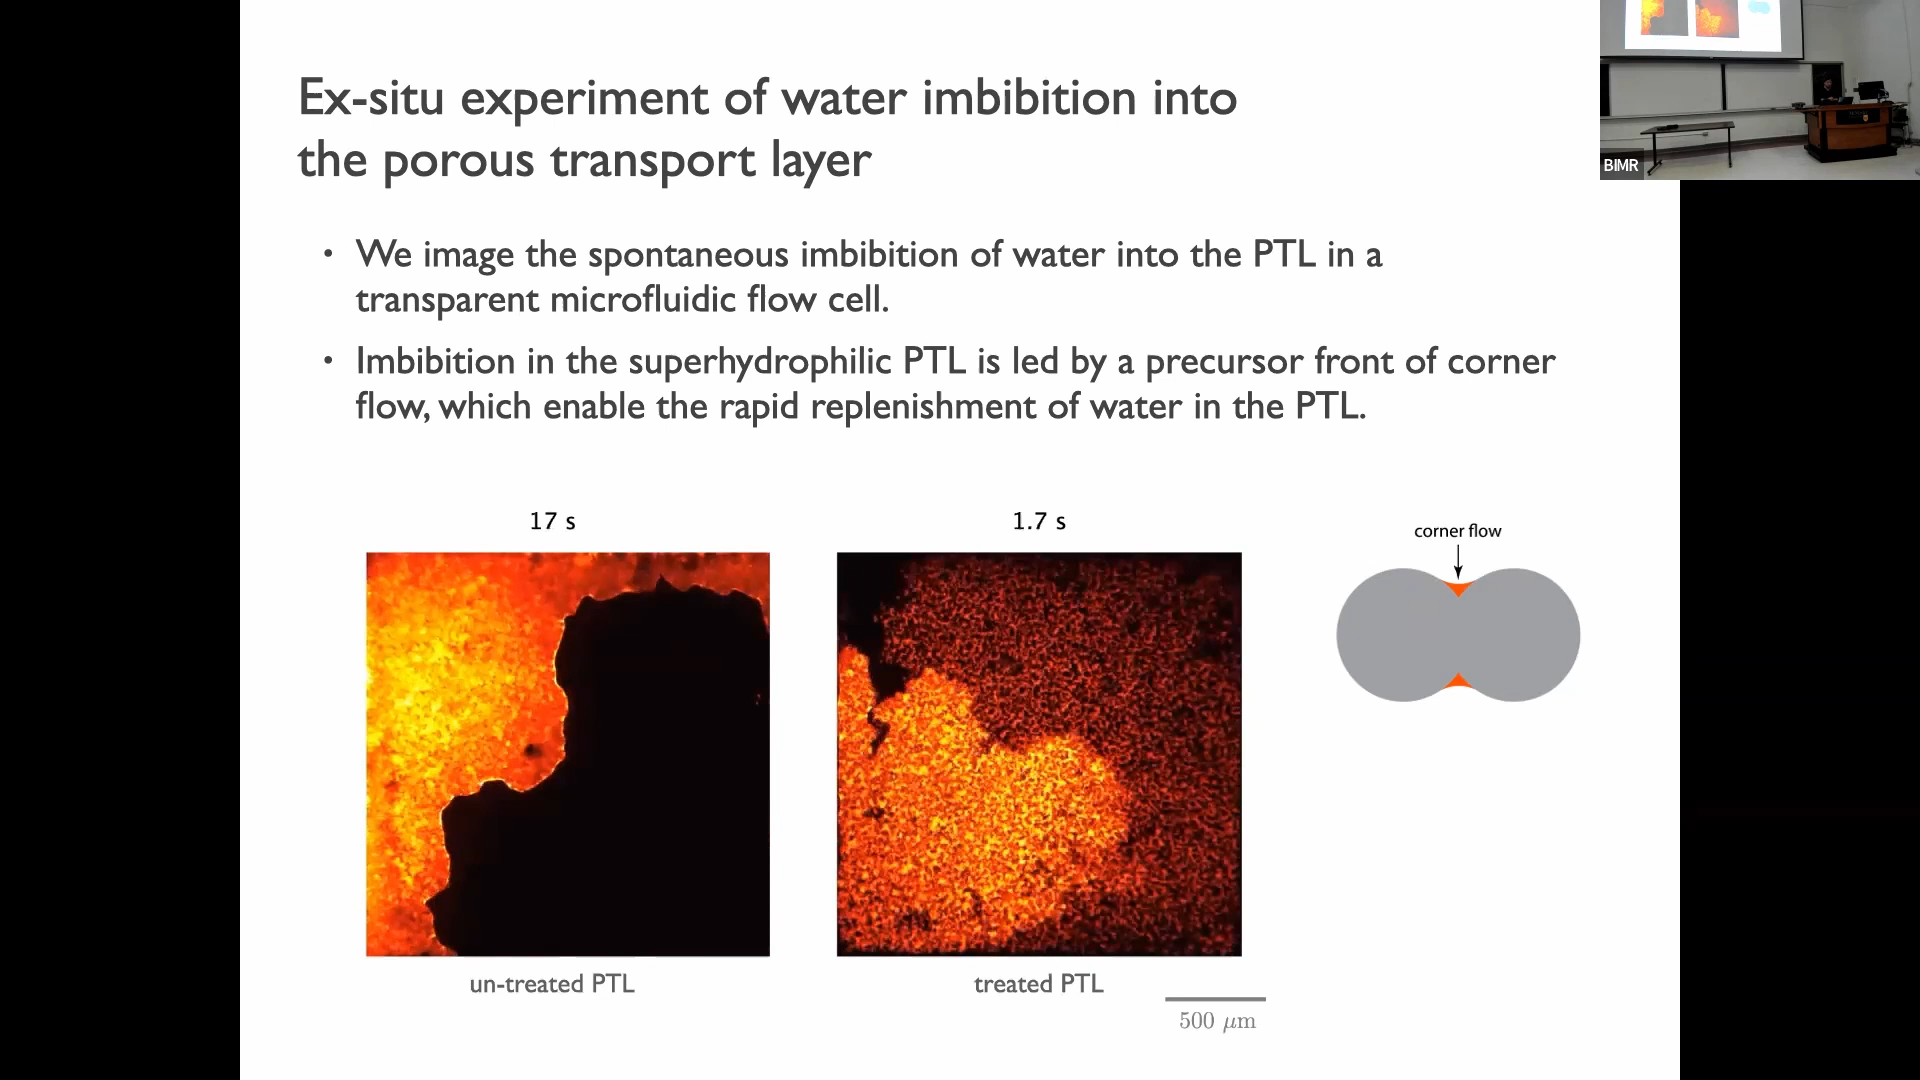 Ex-situ experiment of water imbibition into
the porous transport layer
BIMR
• We image the spontaneous imbibition of water into the PTL in a
transparent microfluidic flow cell.
• Imbibition in the superhydrophilic PTL is led by a precursor front of corner
flow, which enable the rapid replenishment of water in the PTL.
17 s
1.7 s
corner flow
un-treated PTL
treated PTL
500 μm